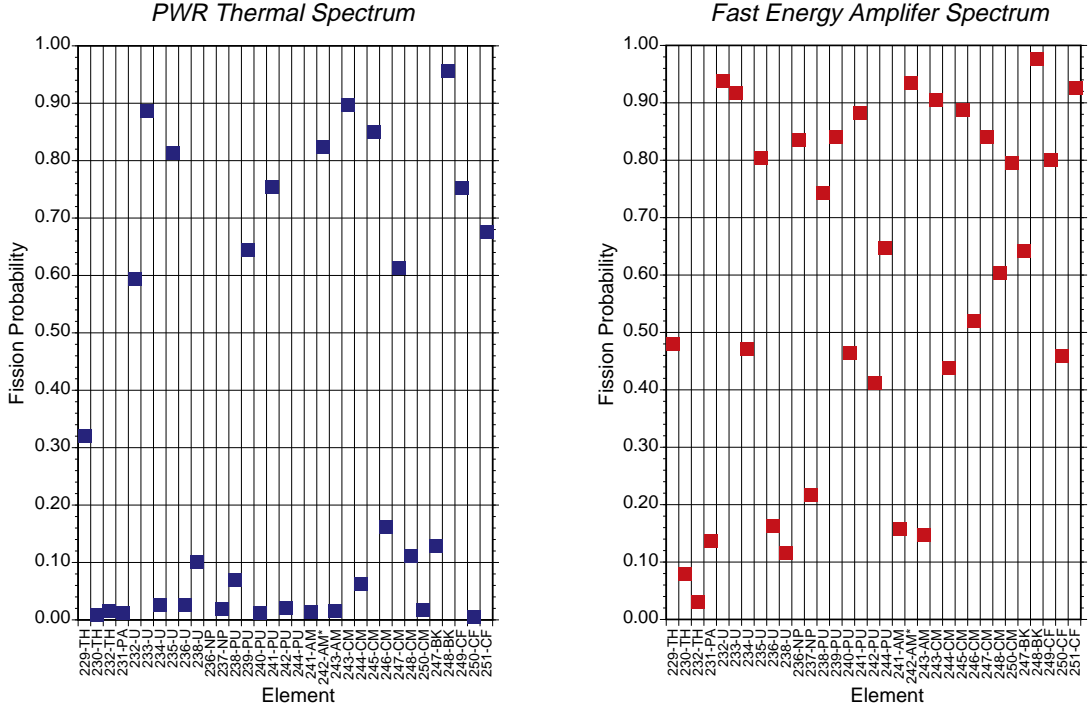 PWR Thermal Spectrum
1.00
0.90
0.80
0.70
0.60
0.50
0.40
0.30
0.20
0.10
0.00
Fission Probability
229-TH
230-TH
232-TH
231-PA
232-U
233-U
234-U
235-U
236-U
238-U
236-NP
237-NP
238-PU
239-PU
240-PU
241-PU
242-PU
244-PU
241-AM
242-AM*
243-AM
243-CM
244-CM
245-CM
246-CM
247-CM
248-CM
250-CM
247-BK
248-BK
249-CF
250-CF
251-CF
Element
Fast Energy Amplifer Spectrum
1.00
0.90
0.80
0.70
0.60
0.50
0.40
0.30
0.20
0.10
0.00
Fission Probability
229-TH
230-TH
232-TH
231-PA
232-U
233-U
234-U
235-U
236-U
238-U
236-NP
237-NP
238-PU
239-PU
240-PU
241-PU
242-PU
244-PU
241-AM
242-AM*
243-AM
243-CM
244-CM
245-CM
246-CM
247-CM
248-CM
250-CM
247-BK
248-BK
249-CF
250-CF
251-CF
Element